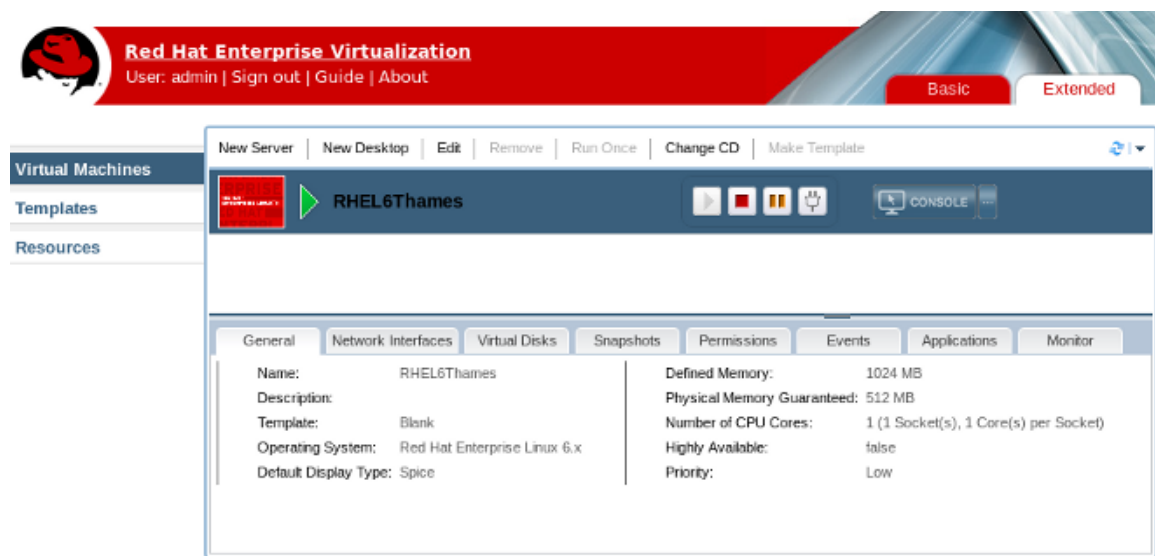 Red Hat Enterprise Virtualization
User: admin | Sign out | Guide | About
Basic
Extended
New Server | New Desktop | Edit | Remove | Run Once | Change CD | Make Template
Virtual Machines
Templates
Resources
RHEL6Thames
CONSOLE ...
General
Network Interfaces
Virtual Disks
Snapshots
Permissions
Events
Applications
Monitor
Name: RHEL6Thames
Description:
Template: Blank
Operating System: Red Hat Enterprise Linux 6.x
Default Display Type: Spice
Defined Memory: 1024 MB
Physical Memory Guaranteed: 512 MB
Number of CPU Cores: 1 (1 Socket(s), 1 Core(s) per Socket)
Highly Available: false
Priority: Low